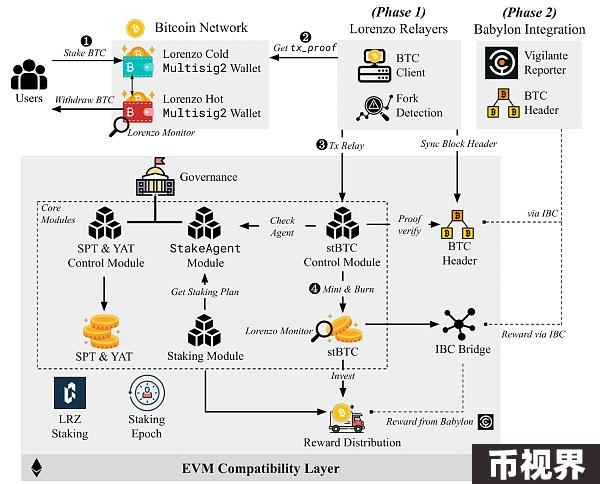 (Phase 1)
(Phase 2)
Bitcoin Network
Lorenzo Relayers
Babylon Integration
❶
Stake BTC
Lorenzo Cold
Multisig2 Wallet
❷
Get tx_proof
BTC
Client
Vigilante
Reporter
Users
Withdraw BTC
Lorenzo Hot
Multisig2 Wallet
Fork
Detection
BTC
Header
Lorenzo Monitor
❸ Tx Relay
Sync Block Header
Governance
Core
Modules
SPT & YAT
Control Module
StakeAgent
Module
Check
Agent
stBTC
Control Module
Proof
verify
BTC
Header
via IBC
Get Staking Plan
❹ Mint & Burn
SPT & YAT
Staking Module
Lorenzo Monitor
stBTC
IBC Bridge
Reward via IBC
Invest
LRZ
Staking
Staking
Epoch
Reward Distribution
Reward from Babylon
EVM Compatibility Layer
币视界